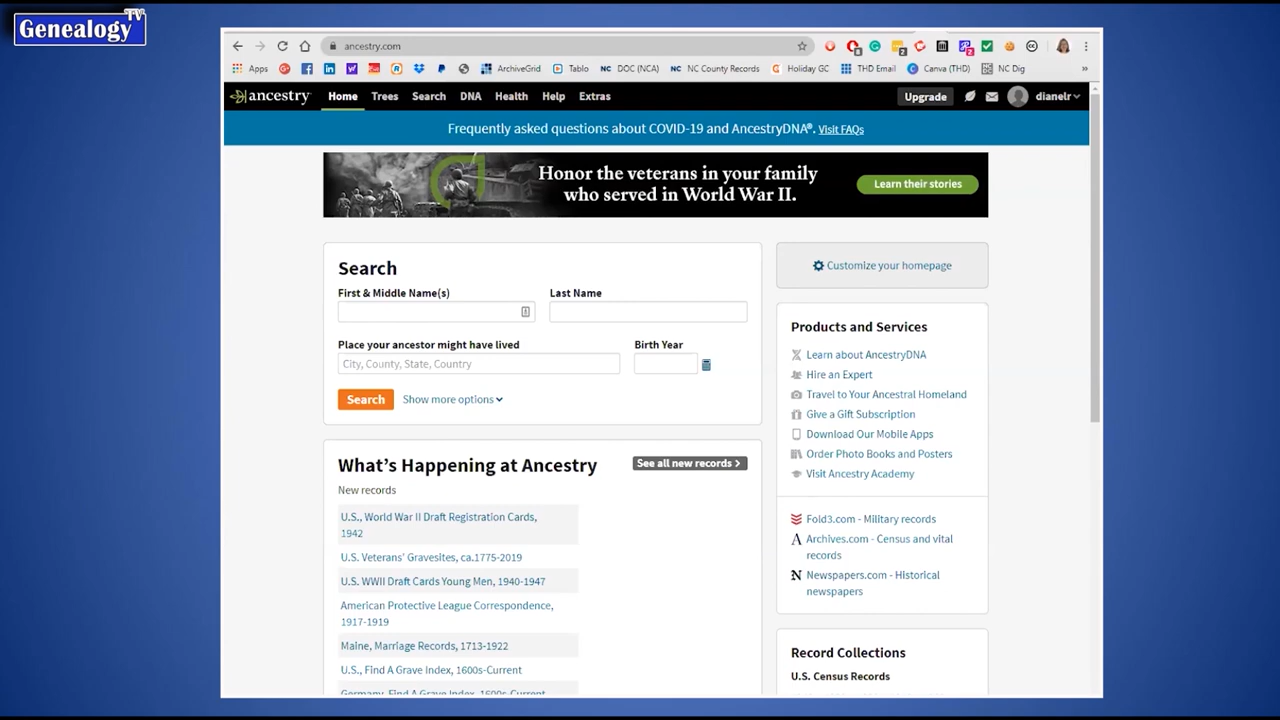 Genealogy TV
ancestry.com
Apps ArchiveGrid Tablo NC DOC (NCA) NC NC County Records Holiday GC THD Email Canva (THD) NC Dig »
ancestry Home Trees Search DNA Health Help Extras Upgrade dianelr
Frequently asked questions about COVID-19 and AncestryDNA®. Visit FAQs
Honor the veterans in your family
who served in World War II.
Learn their stories
Search
First & Middle Name(s) Last Name
Place your ancestor might have lived Birth Year
City, County, State, Country
Search Show more options
What's Happening at Ancestry See all new records >
New records
U.S., World War II Draft Registration Cards,
1942
U.S. Veterans' Gravesites, ca.1775-2019
U.S. WWII Draft Cards Young Men, 1940-1947
American Protective League Correspondence,
1917-1919
Maine, Marriage Records, 1713-1922
U.S., Find A Grave Index, 1600s-Current
Germany, Find A Grave Index, 1600s-Current
Customize your homepage
Products and Services
Learn about AncestryDNA
Hire an Expert
Travel to Your Ancestral Homeland
Give a Gift Subscription
Download Our Mobile Apps
Order Photo Books and Posters
Visit Ancestry Academy
Fold3.com - Military records
Archives.com - Census and vital
records
Newspapers.com - Historical
newspapers
Record Collections
U.S. Census Records